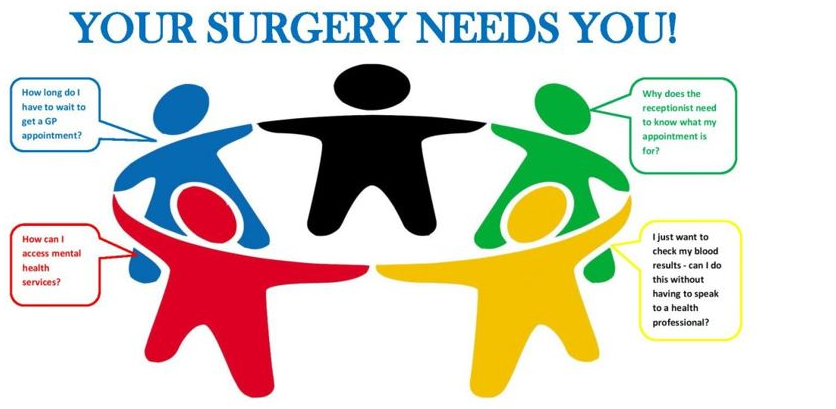 YOUR SURGERY NEEDS YOU!
How long do I
have to wait to
get a GP
appointment?
Why does the
receptionist need
to know what my
appointment is
for?
How can I
access mental
health
services?
I just want to
check my blood
results - can I do
this without
having to speak
to a health
professional?